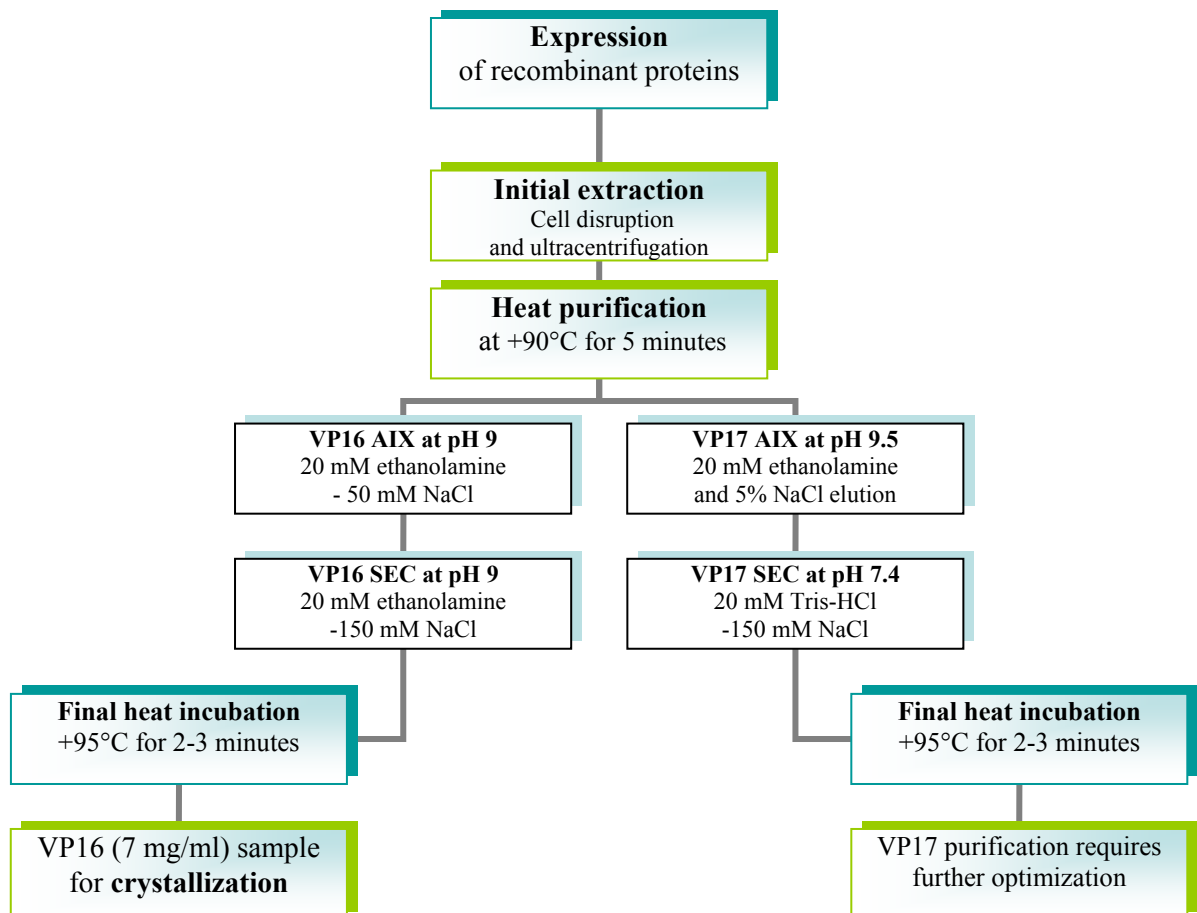 Expression
of recombinant proteins
Initial extraction
Cell disruption
and ultracentrifugation
Heat purification
at +90°C for 5 minutes
VP16 AIX at pH 9
20 mM ethanolamine
- 50 mM NaCl
VP17 AIX at pH 9.5
20 mM ethanolamine
and 5% NaCl elution
VP16 SEC at pH 9
20 mM ethanolamine
-150 mM NaCl
VP17 SEC at pH 7.4
20 mM Tris-HCl
-150 mM NaCl
Final heat incubation
+95°C for 2-3 minutes
Final heat incubation
+95°C for 2-3 minutes
VP16 (7 mg/ml) sample
for crystallization
VP17 purification requires
further optimization